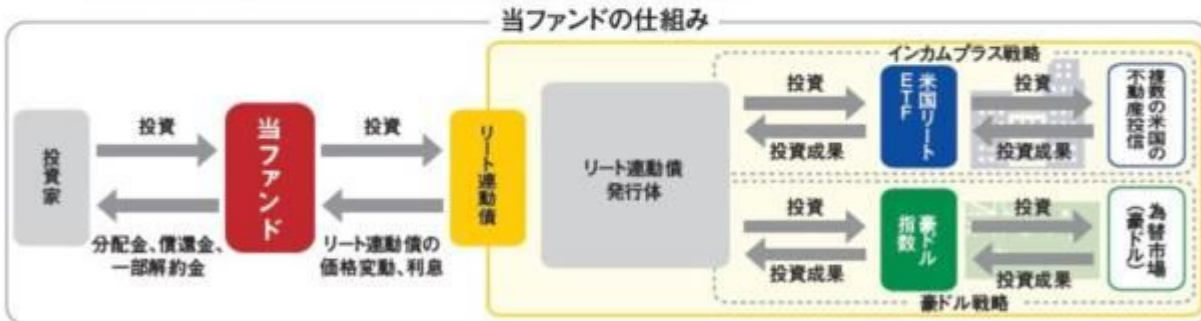 当ファンドの仕組み
投資家
投資
分配金、償還金、
一部解約金
当ファンド
投資
リート連動債の
価格変動、利息
リート連動債
リート連動債
発行体
インカムプラス戦略
投資
投資成果
米国リート
ETF
投資
投資成果
複数の米国の
不動産投信
投資
投資成果
豪ドル
指数
投資
投資成果
為替市場
(豪ドル)
豪ドル戦略